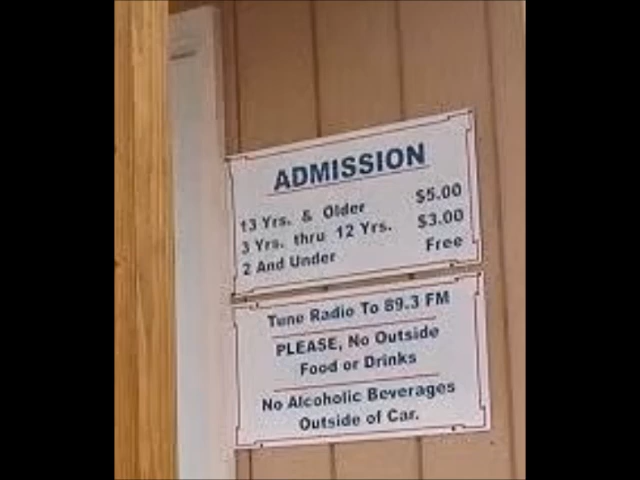 ADMISSION
13 Yrs. & Older $5.00
3 Yrs. thru 12 Yrs. $3.00
2 And Under Free
Tune Radio To 89.3 FM
PLEASE, No Outside
Food or Drinks
No Alcoholic Beverages
Outside of Car.